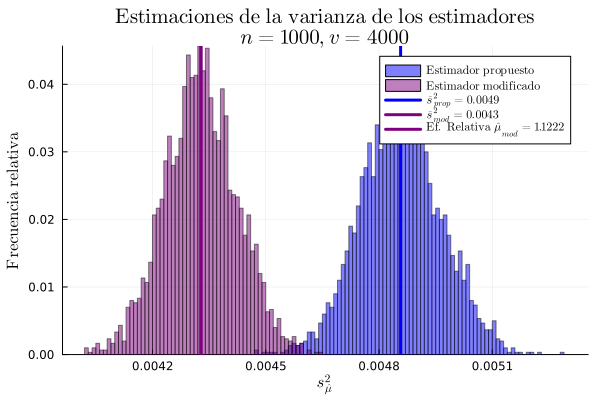 Estimaciones de la varianza de los estimadores
n = 1000, v = 4000
Estimador propuesto
Estimador modificado
s̄²prop = 0.0049
s̄²mod = 0.0043
Ef. Relativa μ̂mod = 1.1222
Frecuencia relativa
0.04
0.03
0.02
0.01
0.00
0.0042
0.0045
0.0048
0.0051
s²μ̂